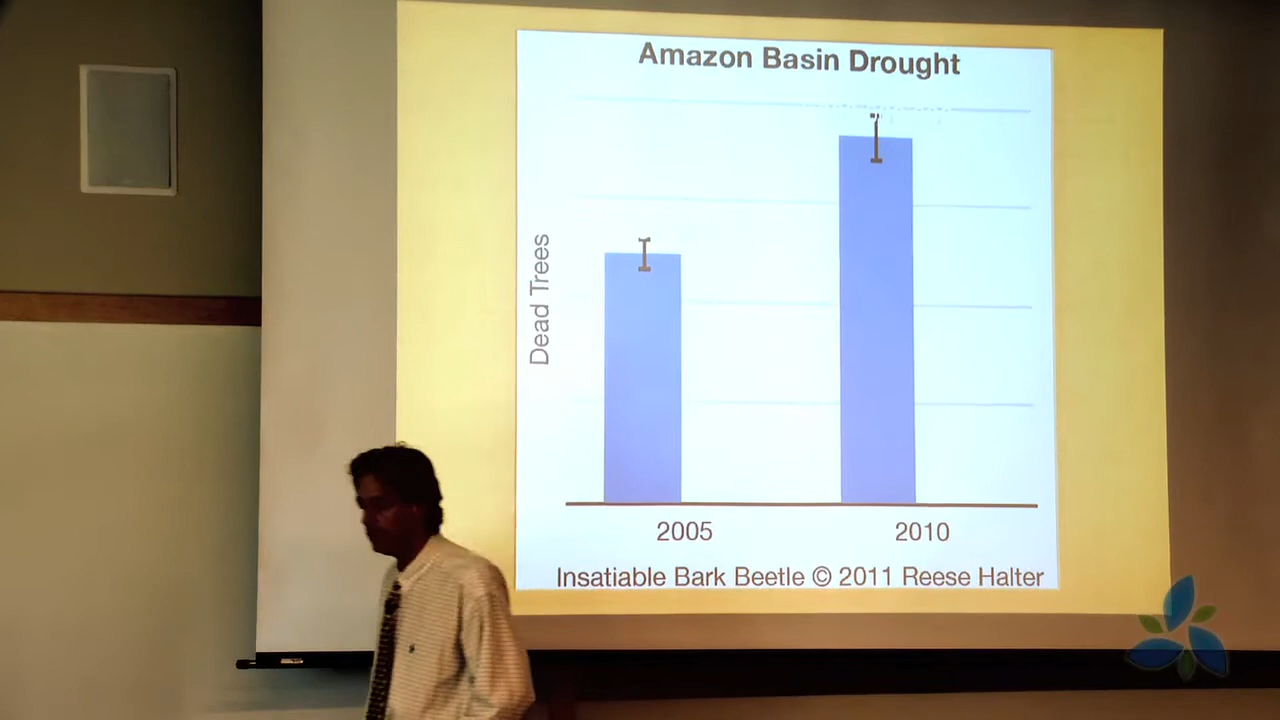 Amazon Basin Drought
Dead Trees
2005 2010
Insatiable Bark Beetle © 2011 Reese Halter